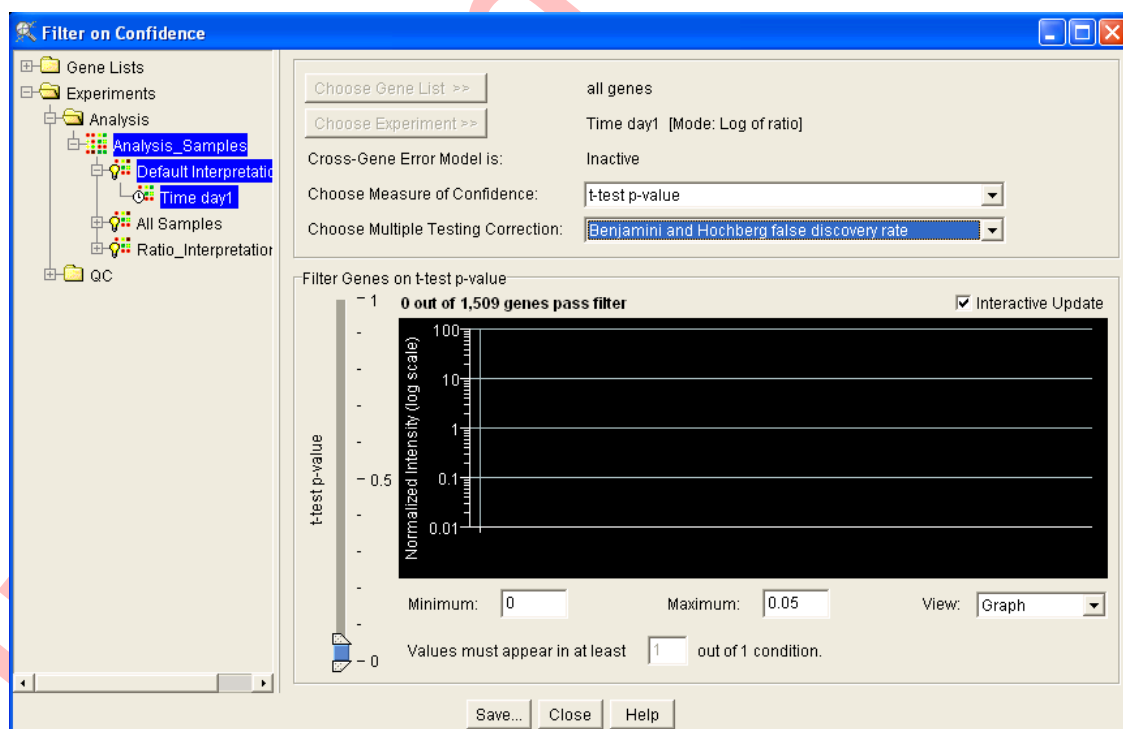 Filter on Confidence
Gene Lists
Experiments
Analysis
Analysis_Samples
Default Interpretatio
Time day1
All Samples
Ratio_Interpretation
QC
Choose Gene List >>
all genes
Choose Experiment >>
Time day1 [Mode: Log of ratio]
Cross-Gene Error Model is:
Inactive
Choose Measure of Confidence:
t-test p-value
Choose Multiple Testing Correction:
Benjamini and Hochberg false discovery rate
Filter Genes on t-test p-value
0 out of 1,509 genes pass filter
Interactive Update
t-test p-value
1
0.5
0
Normalized Intensity (log scale)
100
10
1
0.1
0.01
Minimum: 0
Maximum: 0.05
View: Graph
Values must appear in at least 1 out of 1 condition.
Save...
Close
Help